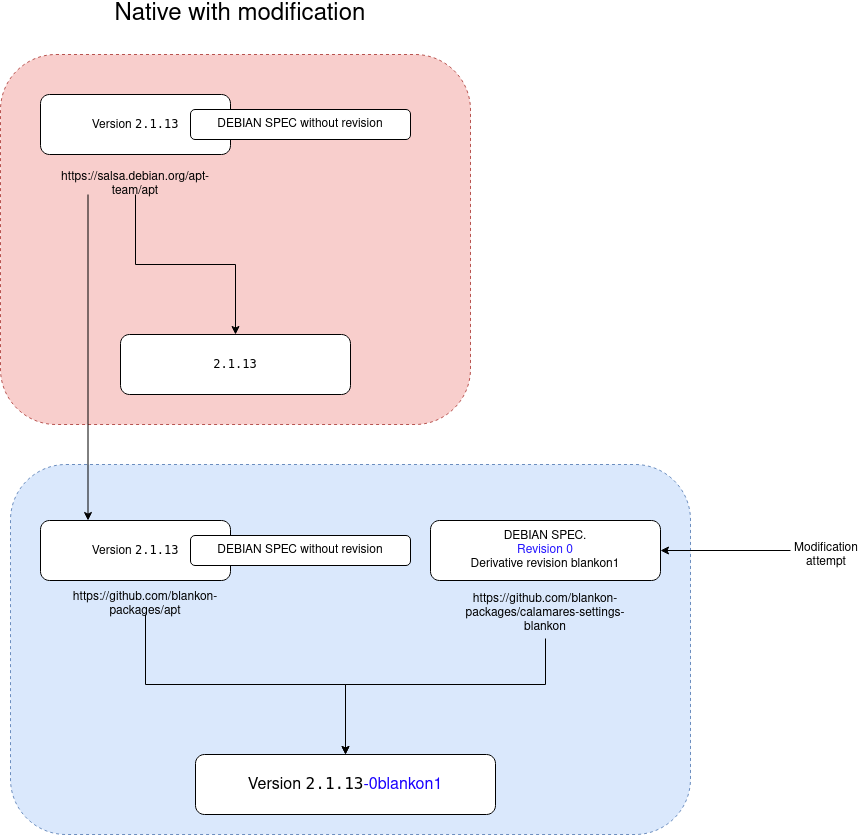 Native with modification
Version 2.1.13
DEBIAN SPEC without revision
https://salsa.debian.org/apt-
team/apt
2.1.13
Version 2.1.13
DEBIAN SPEC without revision
DEBIAN SPEC.
Revision 0
Derivative revision blankon1
Modification
attempt
https://github.com/blankon-
packages/apt
https://github.com/blankon-
packages/calamares-settings-
blankon
Version 2.1.13-0blankon1